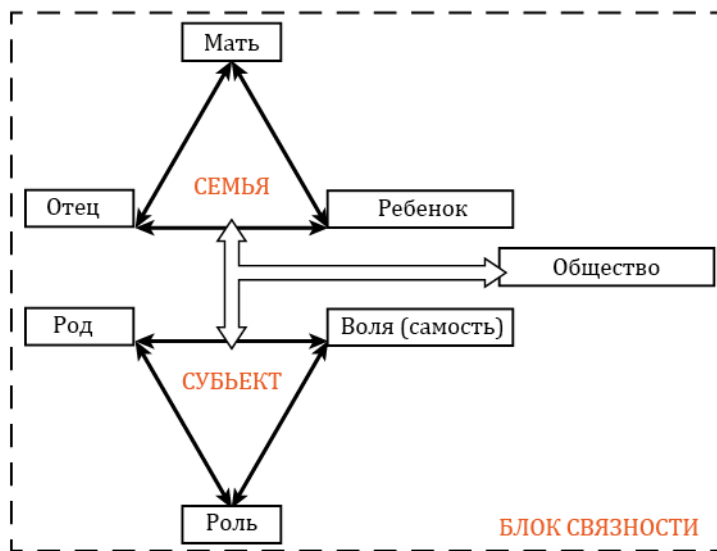 Мать
СЕМЬЯ
Отец
Ребенок
Общество
Род
Воля (самость)
СУБЬЕКТ
Роль
БЛОК СВЯЗНОСТИ